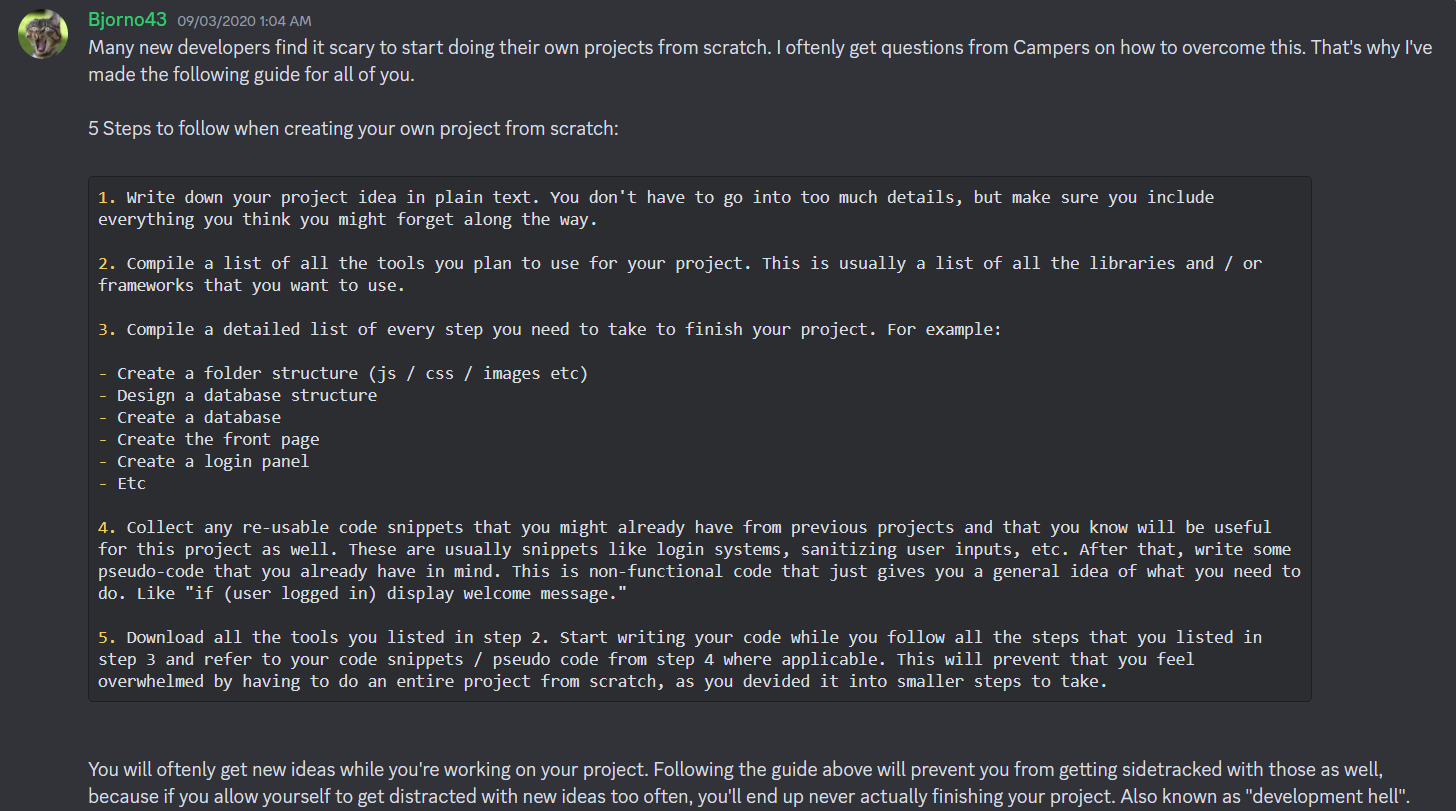 Bjorno43 09/03/2020 1:04 AM
Many new developers find it scary to start doing their own projects from scratch. I oftenly get questions from Campers on how to overcome this. That's why I've
made the following guide for all of you.
5 Steps to follow when creating your own project from scratch:
1. Write down your project idea in plain text. You don't have to go into too much details, but make sure you include
everything you think you might forget along the way.
2. Compile a list of all the tools you plan to use for your project. This is usually a list of all the libraries and / or
frameworks that you want to use.
3. Compile a detailed list of every step you need to take to finish your project. For example:
- Create a folder structure (js / css / images etc)
- Design a database structure
- Create a database
- Create the front page
- Create a login panel
- Etc
4. Collect any re-usable code snippets that you might already have from previous projects and that you know will be useful
for this project as well. These are usually snippets like login systems, sanitizing user inputs, etc. After that, write some
pseudo-code that you already have in mind. This is non-functional code that just gives you a general idea of what you need to
do. Like "if (user logged in) display welcome message."
5. Download all the tools you listed in step 2. Start writing your code while you follow all the steps that you listed in
step 3 and refer to your code snippets / pseudo code from step 4 where applicable. This will prevent that you feel
overwhelmed by having to do an entire project from scratch, as you devided it into smaller steps to take.
You will oftenly get new ideas while you're working on your project. Following the guide above will prevent you from getting sidetracked with those as well,
because if you allow yourself to get distracted with new ideas too often, you'll end up never actually finishing your project. Also known as "development hell".